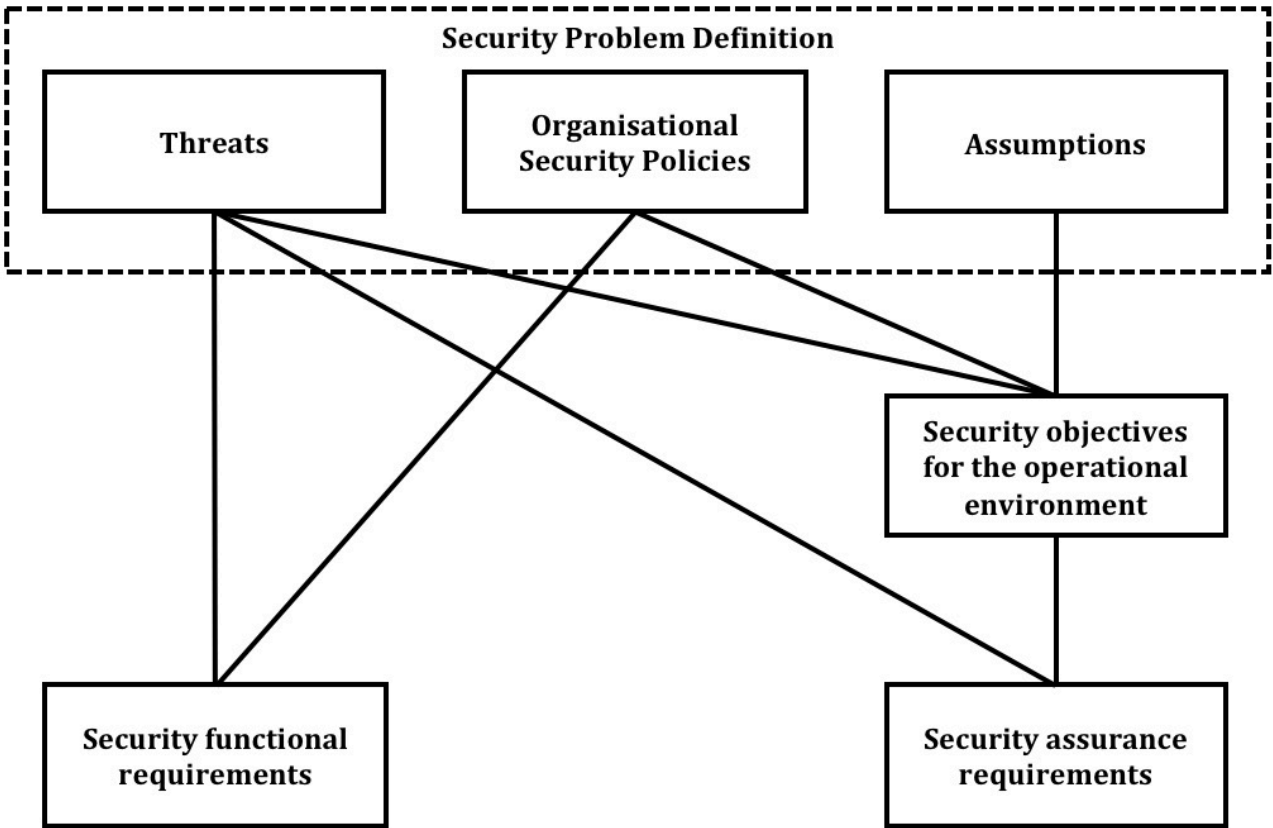 Security Problem Definition
Threats
Organisational
Security Policies
Assumptions
Security objectives
for the operational
environment
Security functional
requirements
Security assurance
requirements